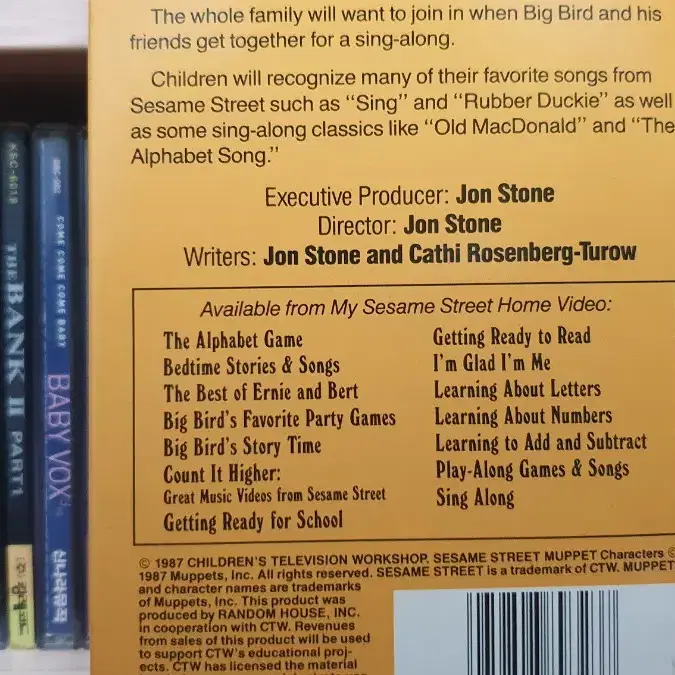 The whole family will want to join in when Big Bird and his
friends get together for a sing-along.
Children will recognize many of their favorite songs from
Sesame Street such as "Sing" and "Rubber Duckie" as well
as some sing-along classics like "Old MacDonald" and "The
Alphabet Song."
Executive Producer: Jon Stone
Director: Jon Stone
Writers: Jon Stone and Cathi Rosenberg-Turow
Available from My Sesame Street Home Video:
The Alphabet Game
Bedtime Stories & Songs
The Best of Ernie and Bert
Big Bird's Favorite Party Games
Big Bird's Story Time
Count It Higher:
Great Music Videos from Sesame Street
Getting Ready for School
Getting Ready to Read
I'm Glad I'm Me
Learning About Letters
Learning About Numbers
Learning to Add and Subtract
Play-Along Games & Songs
Sing Along
© 1987 CHILDREN'S TELEVISION WORKSHOP. SESAME STREET MUPPET Characters ©
1987 Muppets, Inc. All rights reserved. SESAME STREET is a trademark of CTW. MUPPET
and character names are trademarks
of Muppets, Inc. This product was
produced by RANDOM HOUSE, INC.
in cooperation with CTW. Revenues
from sales of this product will be used
to support CTW's educational proj-
ects. CTW has licensed the material
KSC-6018
THE BANK II PART 1
COME COME COME BABY
BABY VOX